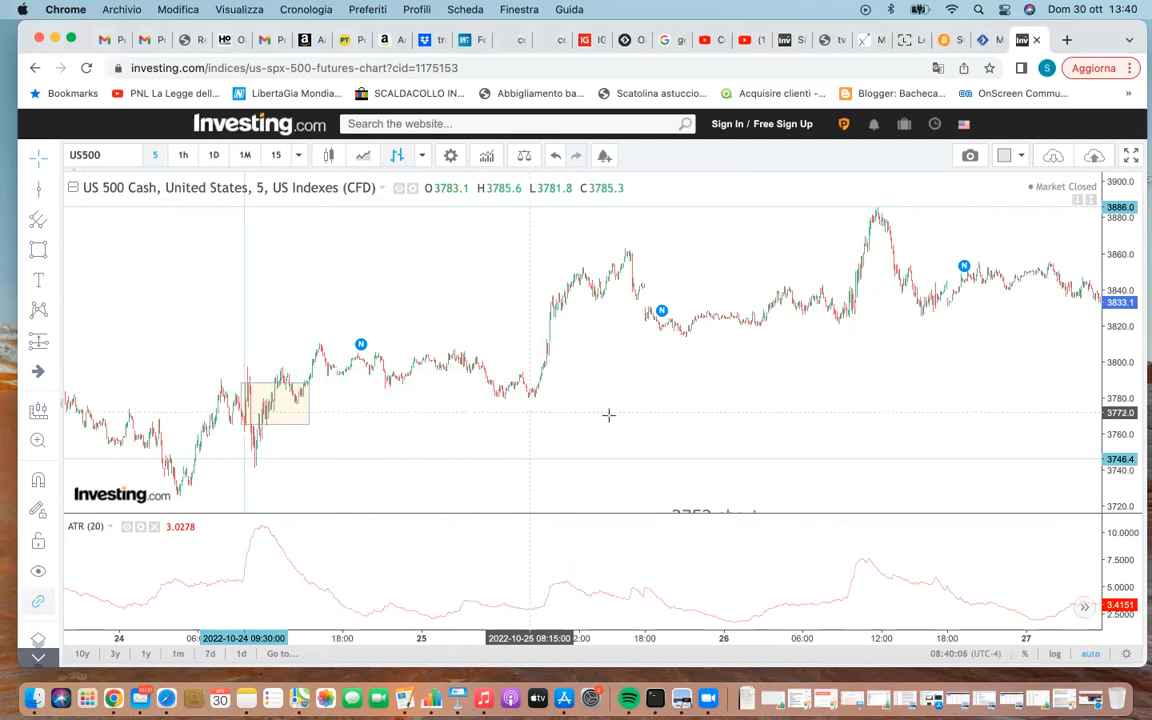 Chrome Archivio Modifica Visualizza Cronologia Preferiti Profili Scheda Finestra Guida Dom 30 ott 13:40
investing.com/indices/us-spx-500-futures-chart?cid=1175153 S Aggiorna
Bookmarks PNL La Legge dell... LibertaGia Mondia... SCALDACOLLO IN... Abbigliamento ba... Scatolina astuccio... Acquisire clienti -... Blogger: Bacheca... OnScreen Commu... »
Investing.com Search the website... Sign In / Free Sign Up
US500 5 1h 1D 1M 15
US 500 Cash, United States, 5, US Indexes (CFD) O3783.1 H3785.6 L3781.8 C3785.3
Market Closed
3900.0
3886.0
3880.0
3860.0
3840.0
3833.1
3820.0
3800.0
3780.0
3772.0
3760.0
3746.4
3740.0
3720.0
N
N
N
Investing.com
ATR (20) 3.0278
10.0000
7.5000
5.0000
3.4151
2.5000
24 06: 2022-10-24 09:30:00 18:00 25 2022-10-25 08:15:00 2:00 18:00 26 06:00 12:00 18:00 27
10y 3y 1y 1m 7d 1d Go to... 08:40:06 (UTC-4) % log auto